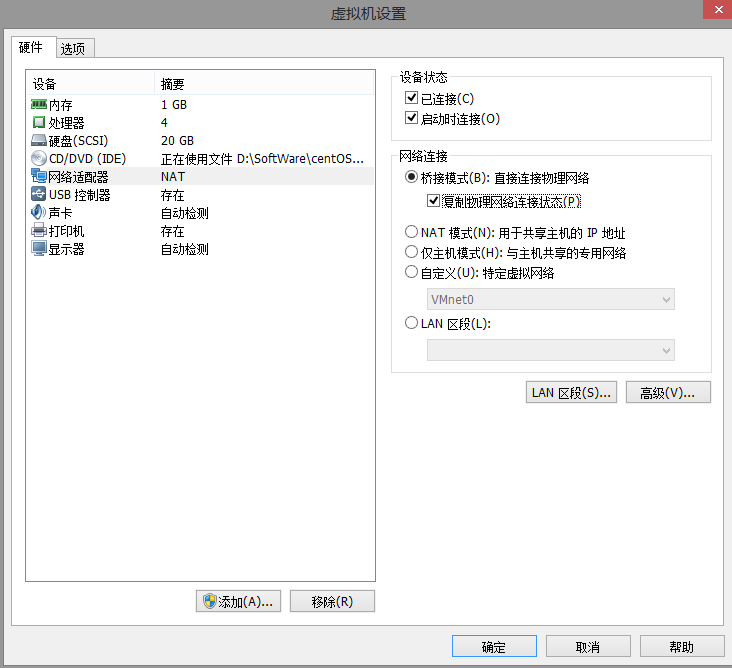 虚拟机设置
硬件 选项
设备 摘要
内存 1 GB
处理器 4
硬盘(SCSI) 20 GB
CD/DVD (IDE) 正在使用文件 D:\SoftWare\centOS...
网络适配器 NAT
USB 控制器 存在
声卡 自动检测
打印机 存在
显示器 自动检测
添加(A)... 移除(R)
设备状态
已连接(C)
启动时连接(O)
网络连接
桥接模式(B): 直接连接物理网络
复制物理网络连接状态(P)
NAT 模式(N): 用于共享主机的 IP 地址
仅主机模式(H): 与主机共享的专用网络
自定义(U): 特定虚拟网络
VMnet0
LAN 区段(L):
LAN 区段(S)... 高级(V)...
确定 取消 帮助